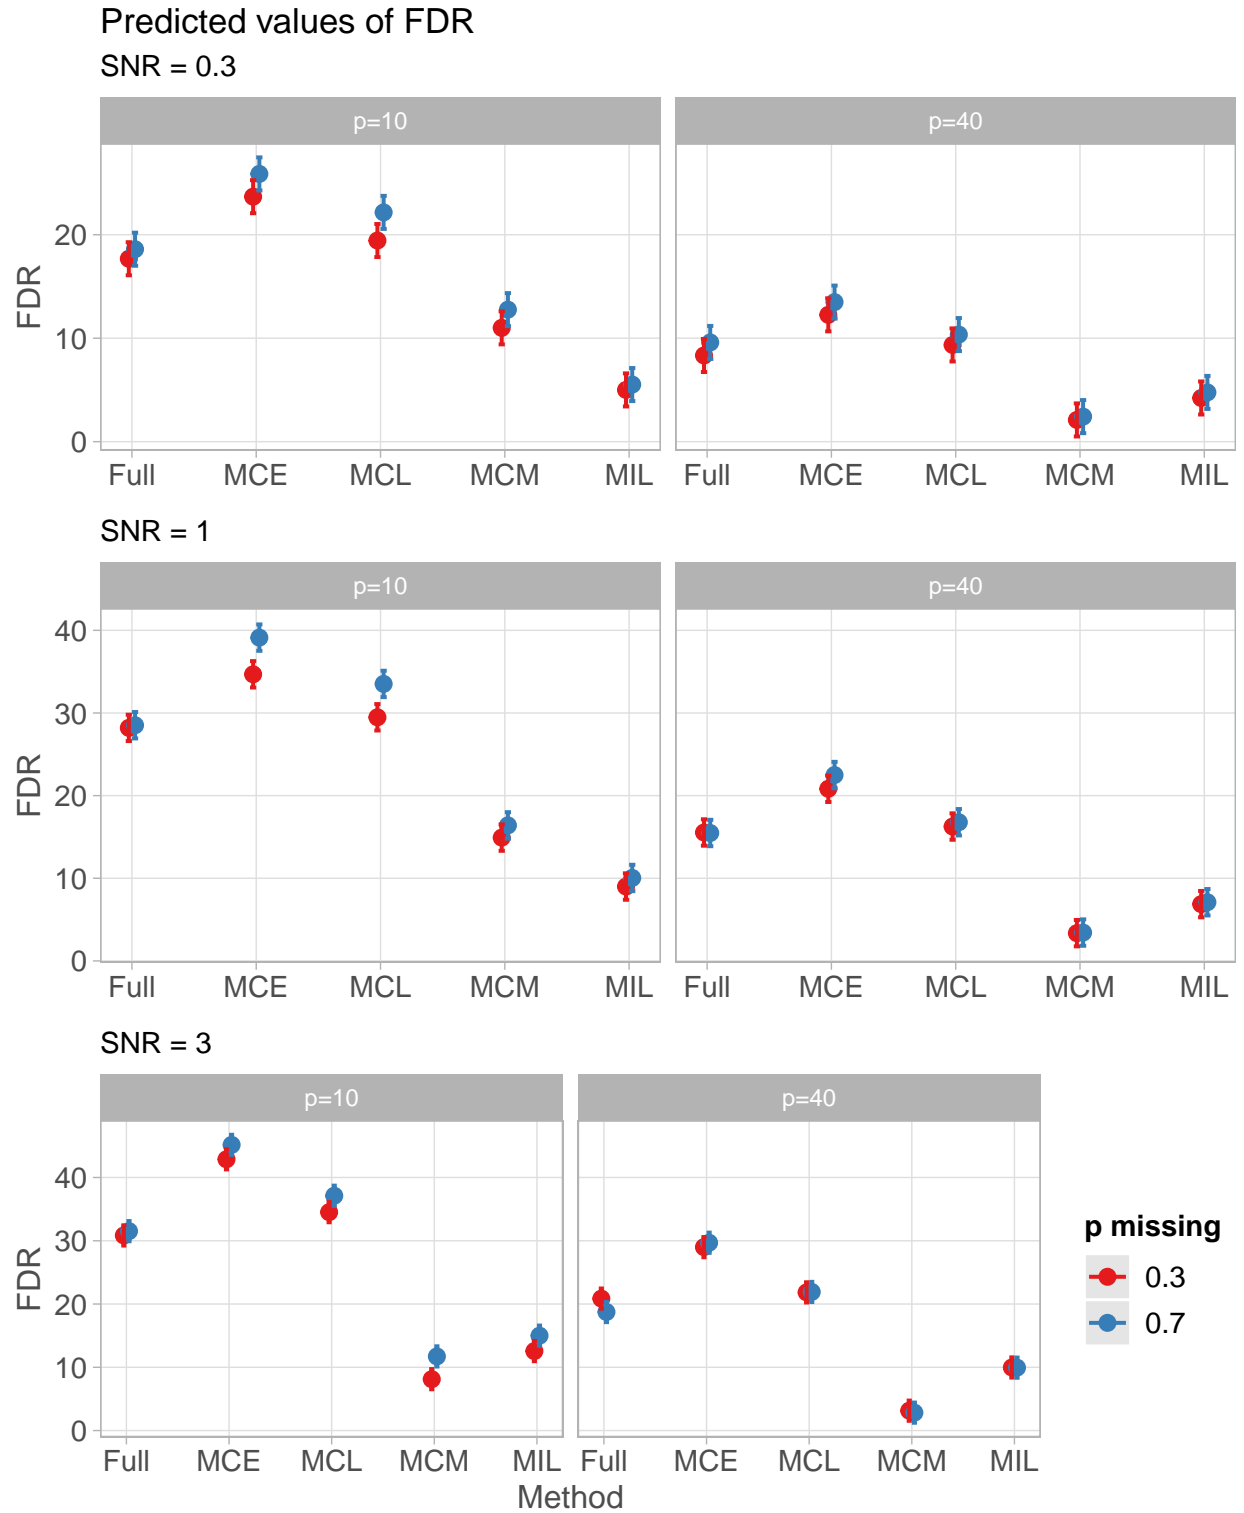 Predicted values of FDR
SNR = 0.3
p=10 p=40
FDR
20
10
0
Full MCE MCL MCM MIL Full MCE MCL MCM MIL
SNR = 1
p=10 p=40
FDR
40
30
20
10
0
Full MCE MCL MCM MIL Full MCE MCL MCM MIL
SNR = 3
p=10 p=40
FDR
40
30
20
10
0
Full MCE MCL MCM MIL Full MCE MCL MCM MIL
Method
p missing
0.3
0.7